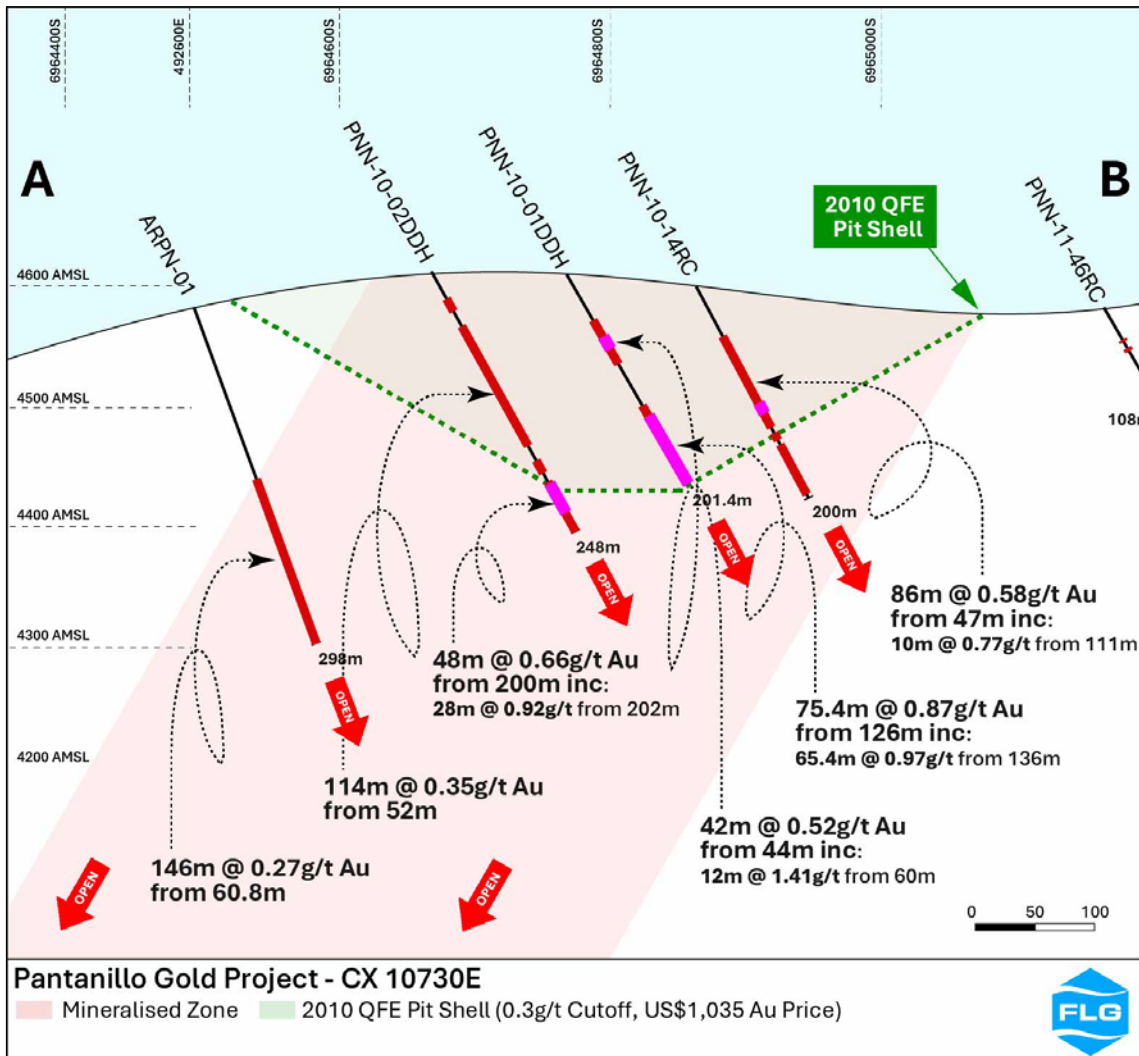 6964400S
492600E
6964600S
6964800S
6965000S
A
B
PNN-10-02DDH
PNN-10-01DDH
PNN-10-14RC
PNN-11-46RC
ARPN-01
2010 QFE
Pit Shell
4600 AMSL
4500 AMSL
4400 AMSL
4300 AMSL
4200 AMSL
108m
201.4m
200m
248m
298m
OPEN
OPEN
OPEN
OPEN
OPEN
OPEN
86m @ 0.58g/t Au
from 47m inc:
10m @ 0.77g/t from 111m
48m @ 0.66g/t Au
from 200m inc:
28m @ 0.92g/t from 202m
75.4m @ 0.87g/t Au
from 126m inc:
65.4m @ 0.97g/t from 136m
114m @ 0.35g/t Au
from 52m
42m @ 0.52g/t Au
from 44m inc:
12m @ 1.41g/t from 60m
146m @ 0.27g/t Au
from 60.8m
0 50 100
Pantanillo Gold Project - CX 10730E
Mineralised Zone
2010 QFE Pit Shell (0.3g/t Cutoff, US$1,035 Au Price)
FLG